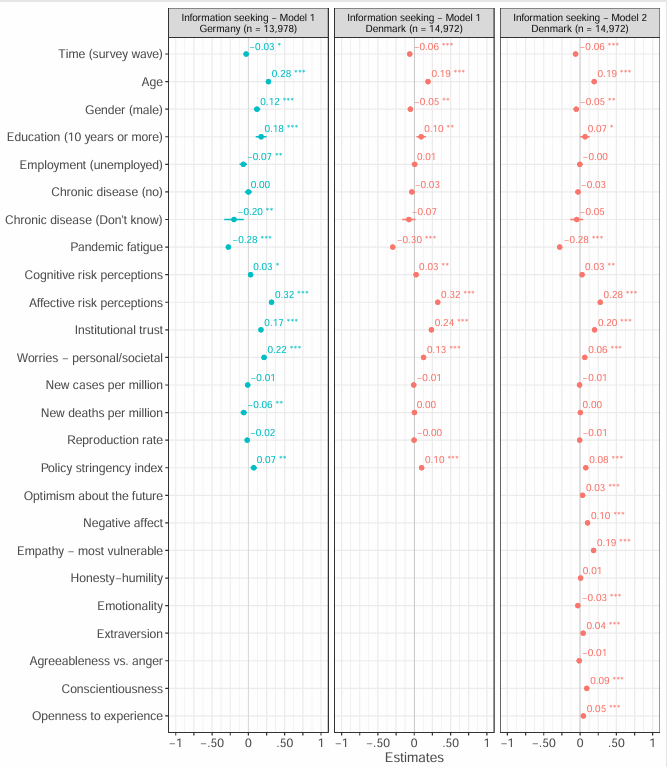 Information seeking – Model 1
Germany (n = 13,978)
Information seeking – Model 1
Denmark (n = 14,972)
Information seeking – Model 2
Denmark (n = 14,972)
Time (survey wave) −0.03 * −0.06 *** −0.06 ***
Age 0.28 *** 0.19 *** 0.19 ***
Gender (male) 0.12 *** −0.05 ** −0.05 **
Education (10 years or more) 0.18 *** 0.10 ** 0.07 *
Employment (unemployed) −0.07 ** 0.01 −0.00
Chronic disease (no) 0.00 −0.03 −0.03
Chronic disease (Don't know) −0.20 ** −0.07 −0.05
Pandemic fatigue −0.28 *** −0.30 *** −0.28 ***
Cognitive risk perceptions 0.03 * 0.03 ** 0.03 **
Affective risk perceptions 0.32 *** 0.32 *** 0.28 ***
Institutional trust 0.17 *** 0.24 *** 0.20 ***
Worries – personal/societal 0.22 *** 0.13 *** 0.06 ***
New cases per million −0.01 −0.01 −0.01
New deaths per million −0.06 ** 0.00 0.00
Reproduction rate −0.02 −0.00 −0.01
Policy stringency index 0.07 ** 0.10 *** 0.08 ***
Optimism about the future 0.03 ***
Negative affect 0.10 ***
Empathy – most vulnerable 0.19 ***
Honesty–humility 0.01
Emotionality −0.03 ***
Extraversion 0.04 ***
Agreeableness vs. anger −0.01
Conscientiousness 0.09 ***
Openness to experience 0.05 ***
−1 −.50 0 .50 1 −1 −.50 0 .50 1 −1 −.50 0 .50 1
Estimates